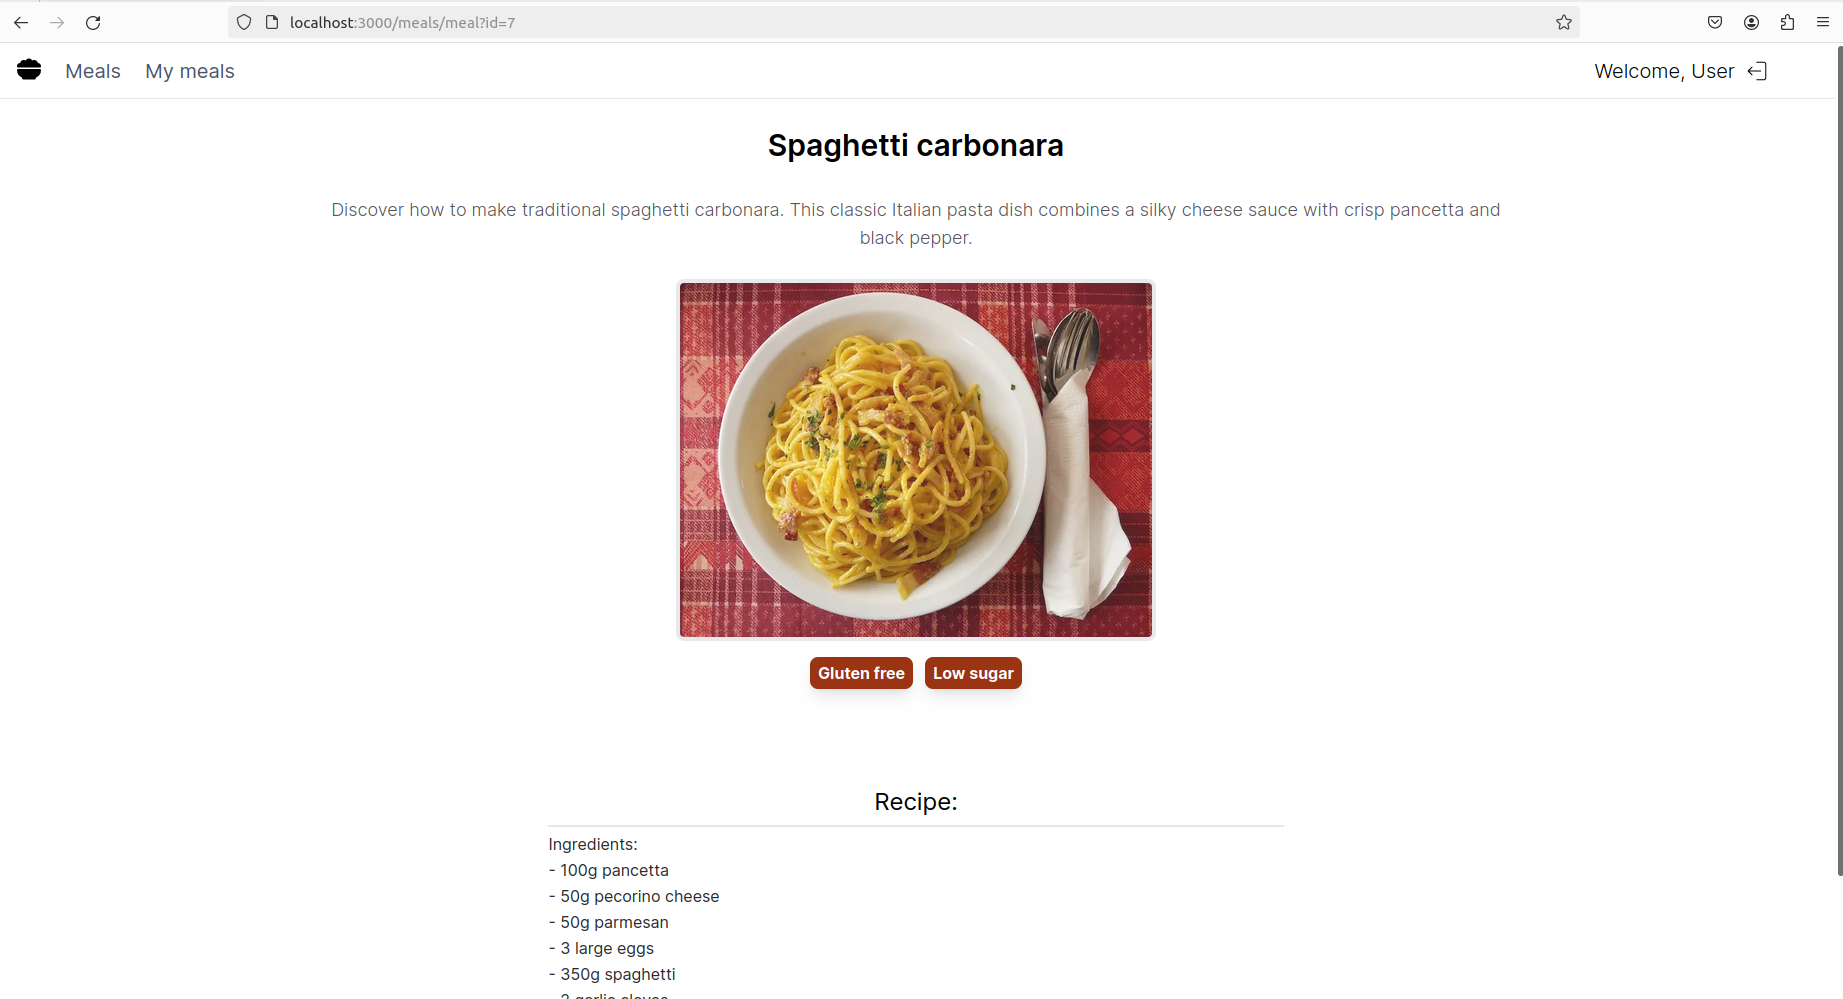 localhost:3000/meals/meal?id=7
Meals My meals Welcome, User
Spaghetti carbonara
Discover how to make traditional spaghetti carbonara. This classic Italian pasta dish combines a silky cheese sauce with crisp pancetta and
black pepper.
Gluten free Low sugar
Recipe:
Ingredients:
- 100g pancetta
- 50g pecorino cheese
- 50g parmesan
- 3 large eggs
- 350g spaghetti